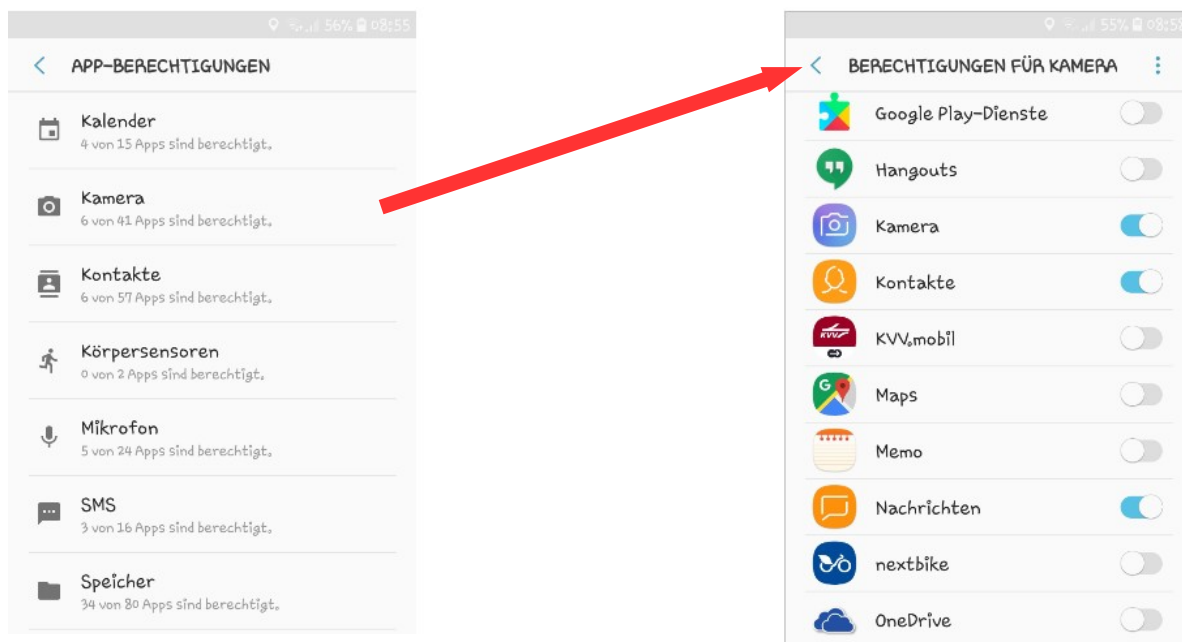 56% 08:55
APP-BERECHTIGUNGEN
Kalender
4 von 15 Apps sind berechtigt.
Kamera
6 von 41 Apps sind berechtigt.
Kontakte
6 von 57 Apps sind berechtigt.
Körpersensoren
0 von 2 Apps sind berechtigt.
Mikrofon
5 von 24 Apps sind berechtigt.
SMS
3 von 16 Apps sind berechtigt.
Speicher
34 von 80 Apps sind berechtigt.
55%
BERECHTIGUNGEN FÜR KAMERA
Google Play-Dienste
Hangouts
Kamera
Kontakte
KVV
KVV.mobil
G
Maps
Memo
Nachrichten
nextbike
OneDrive